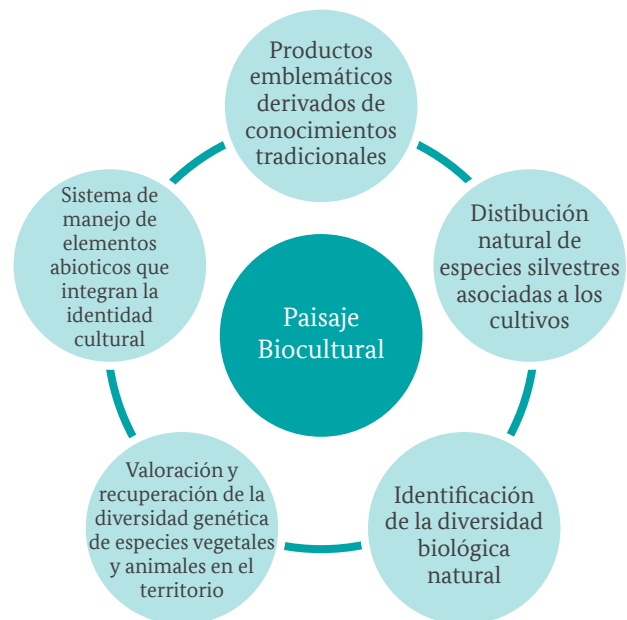 Productos
emblemáticos
derivados de
conocimientos
tradicionales
Distibución
natural de
especies silvestres
asociadas a los
cultivos
Identificación
de la diversidad
biológica
natural
Valoración y
recuperación de la
diversidad genética
de especies vegetales
y animales en el
territorio
Sistema de
manejo de
elementos
abioticos que
integran la
identidad
cultural
Paisaje
Biocultural